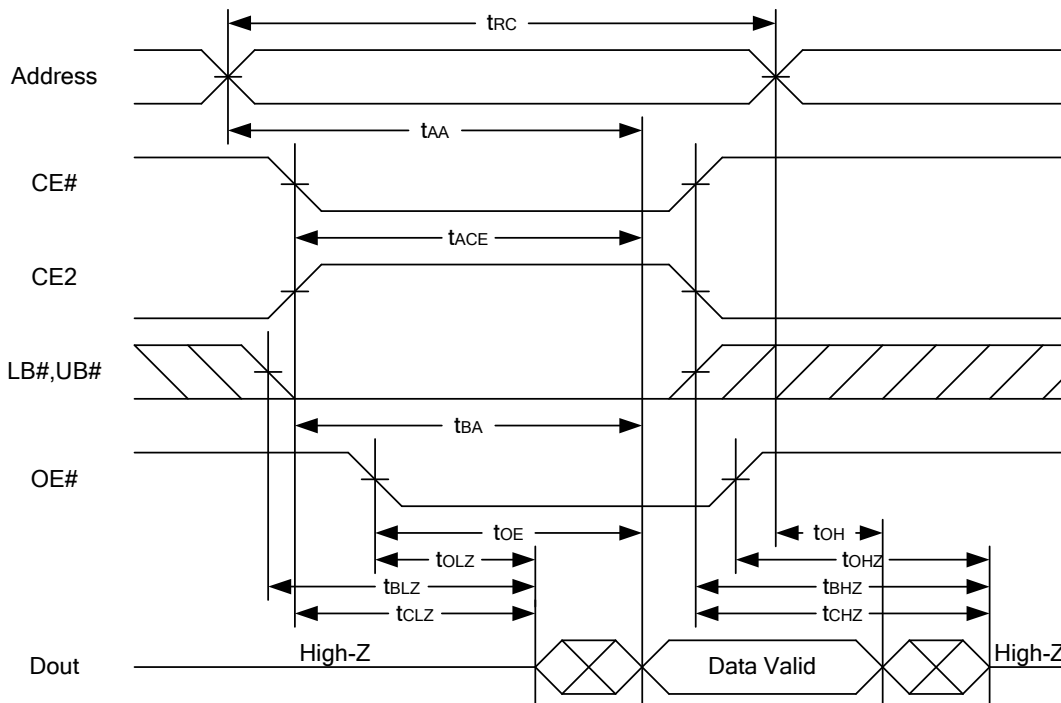 tRC
Address
tAA
CE#
tACE
CE2
LB#,UB#
tBA
OE#
tOE
tOH
tOLZ
tOHZ
tBLZ
tBHZ
tCLZ
tCHZ
Dout
High-Z
Data Valid
High-Z